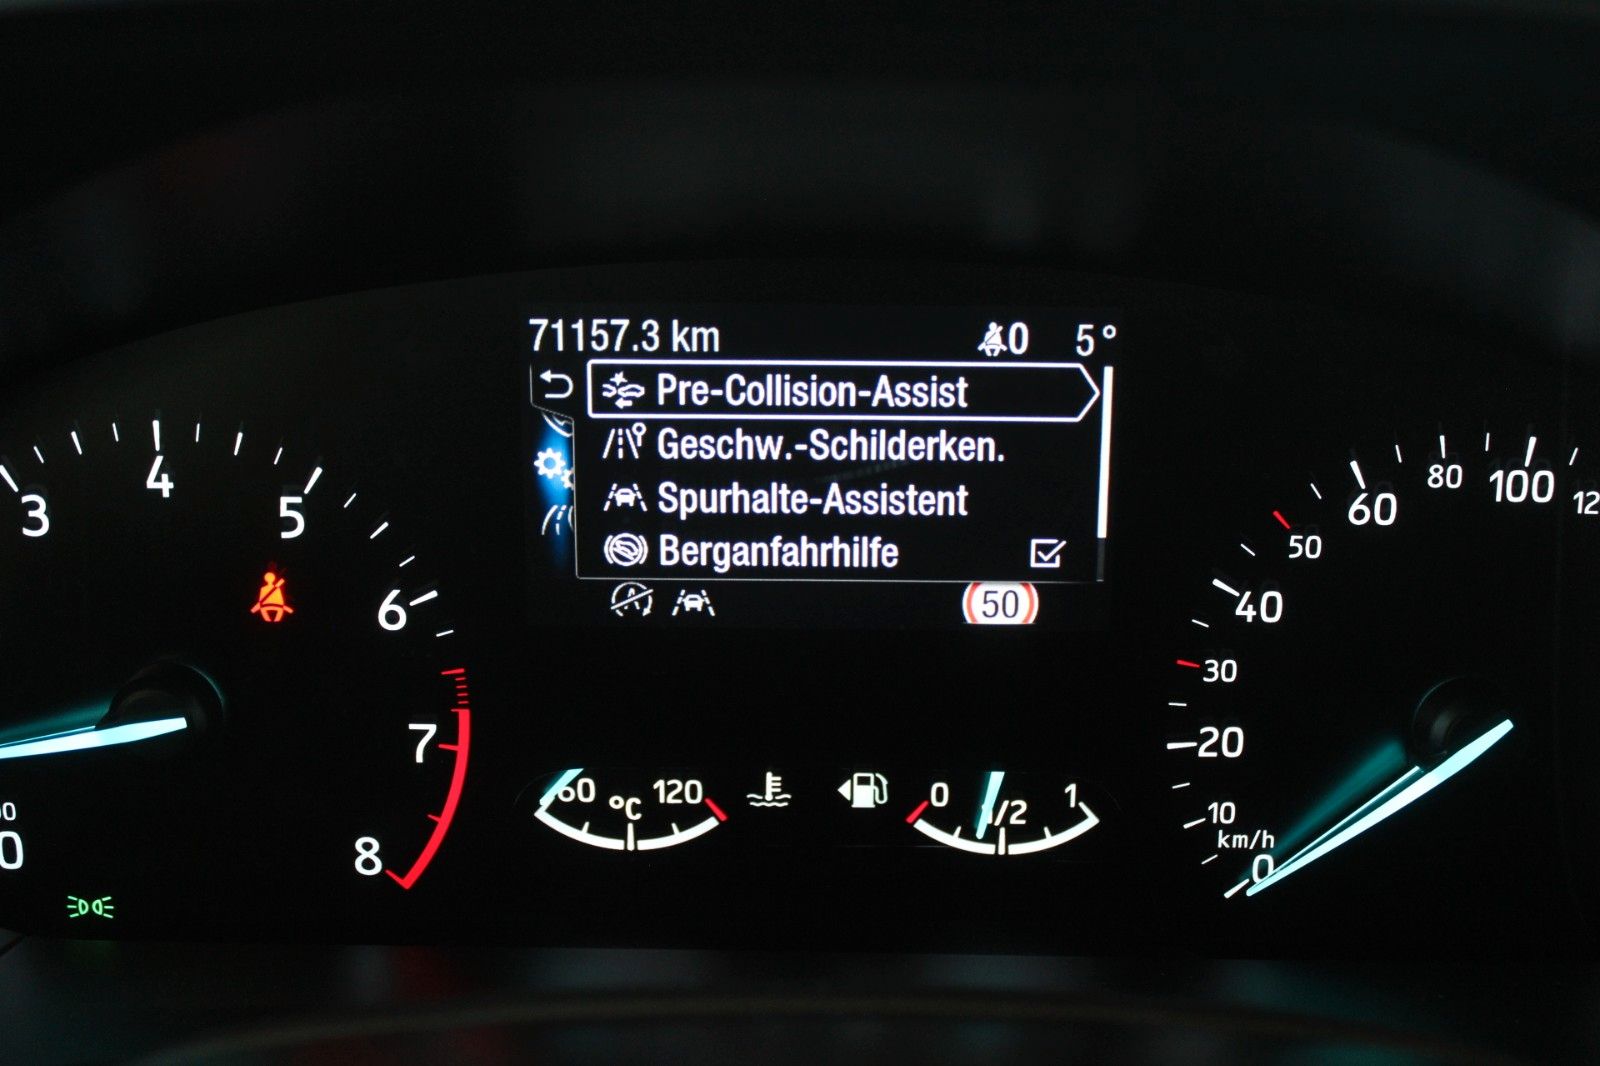 71157.3 km 0 5°
Pre-Collision-Assist
Geschw.-Schilderken.
Spurhalte-Assistent
Berganfahrhilfe
50
3
4
5
6
7
8
0
60 °C 120
0 1/2 1
0
10
km/h
20
30
40
50
60
80
100